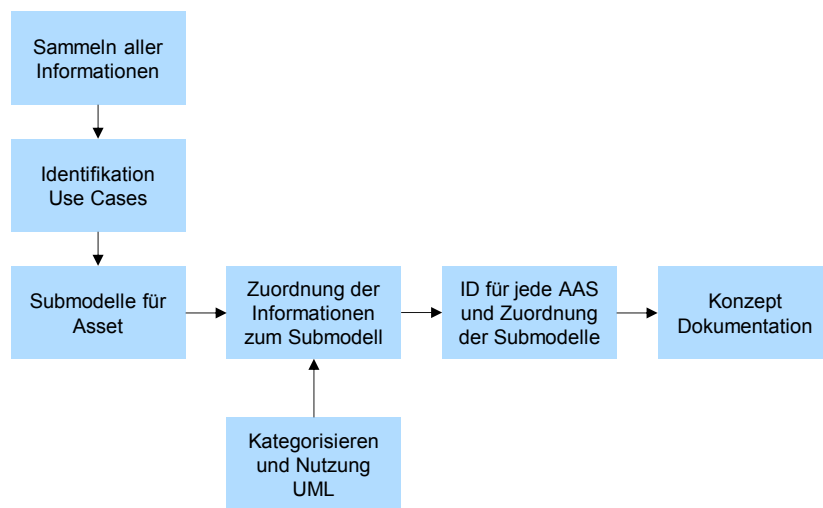 Sammeln aller
Informationen
Identifikation
Use Cases
Submodelle für
Asset
Zuordnung der
Informationen
zum Submodell
ID für jede AAS
und Zuordnung
der Submodelle
Konzept
Dokumentation
Kategorisieren
und Nutzung
UML